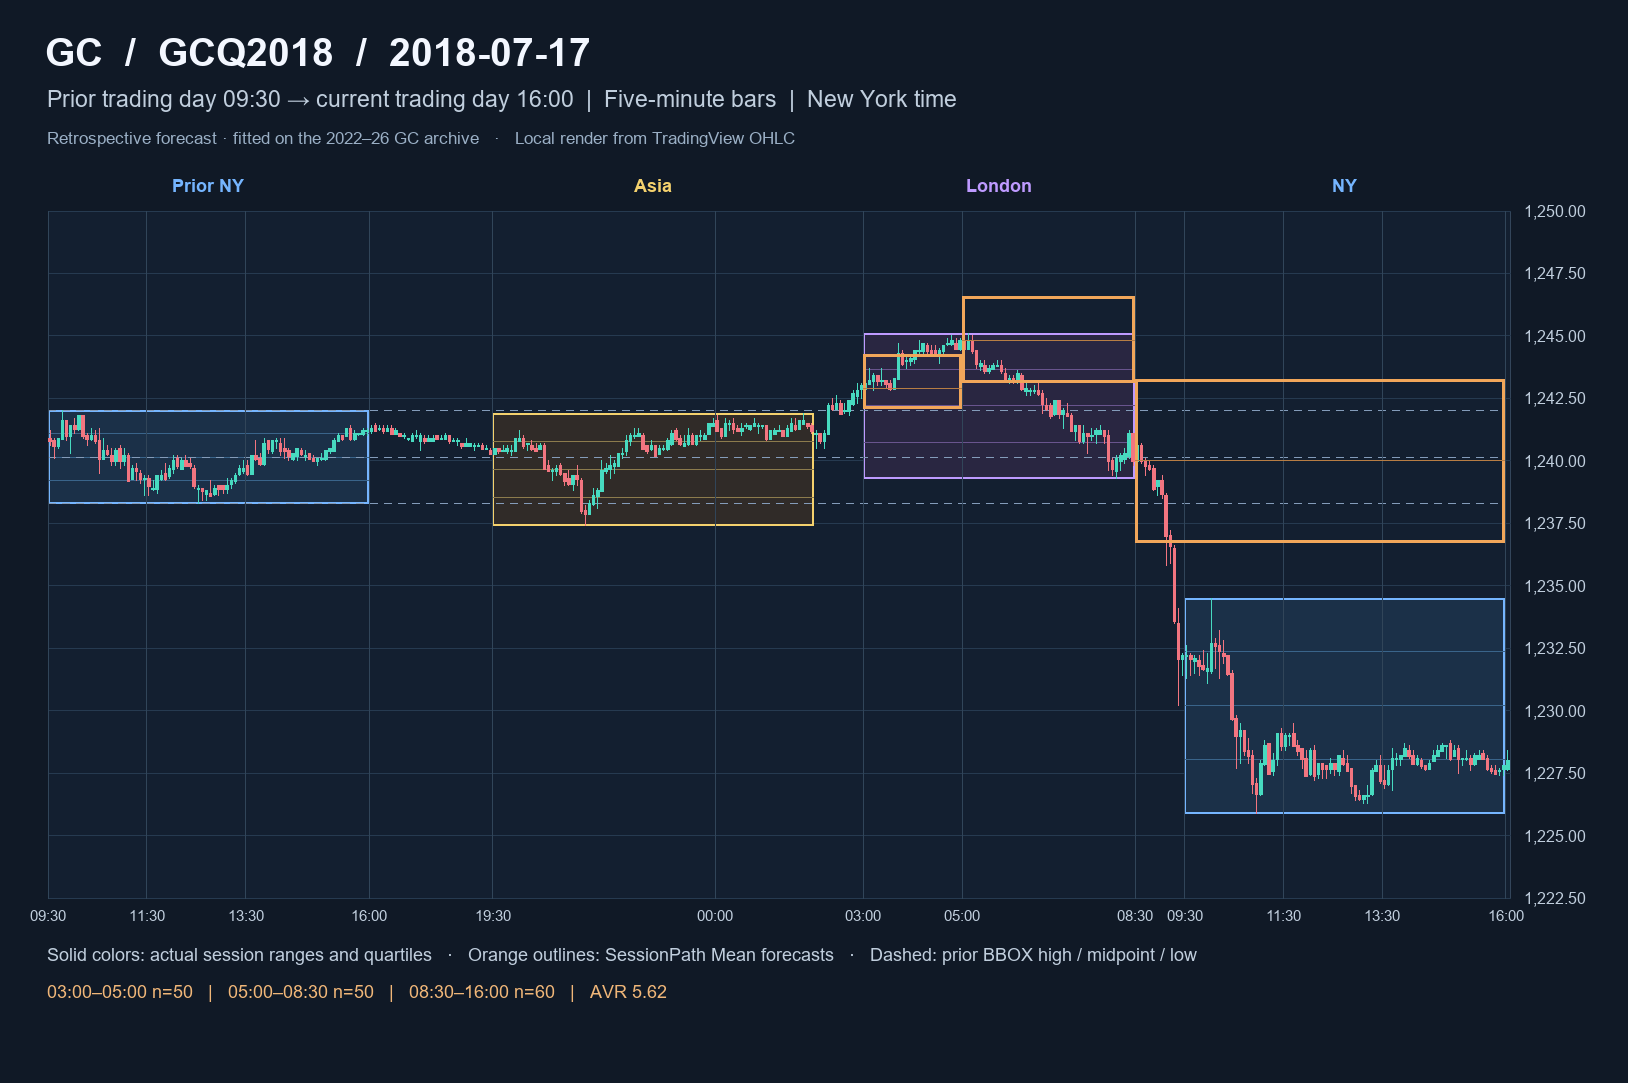 GC / GCQ2018 / 2018-07-17
Prior trading day 09:30 → current trading day 16:00 | Five-minute bars | New York time
Retrospective forecast · fitted on the 2022–26 GC archive · Local render from TradingView OHLC
Prior NY Asia London NY
1,250.00
1,247.50
1,245.00
1,242.50
1,240.00
1,237.50
1,235.00
1,232.50
1,230.00
1,227.50
1,225.00
1,222.50
09:30 11:30 13:30 16:00 19:30 00:00 03:00 05:00 08:30 09:30 11:30 13:30 16:00
Solid colors: actual session ranges and quartiles · Orange outlines: SessionPath Mean forecasts · Dashed: prior BBOX high / midpoint / low
03:00–05:00 n=50 | 05:00–08:30 n=50 | 08:30–16:00 n=60 | AVR 5.62